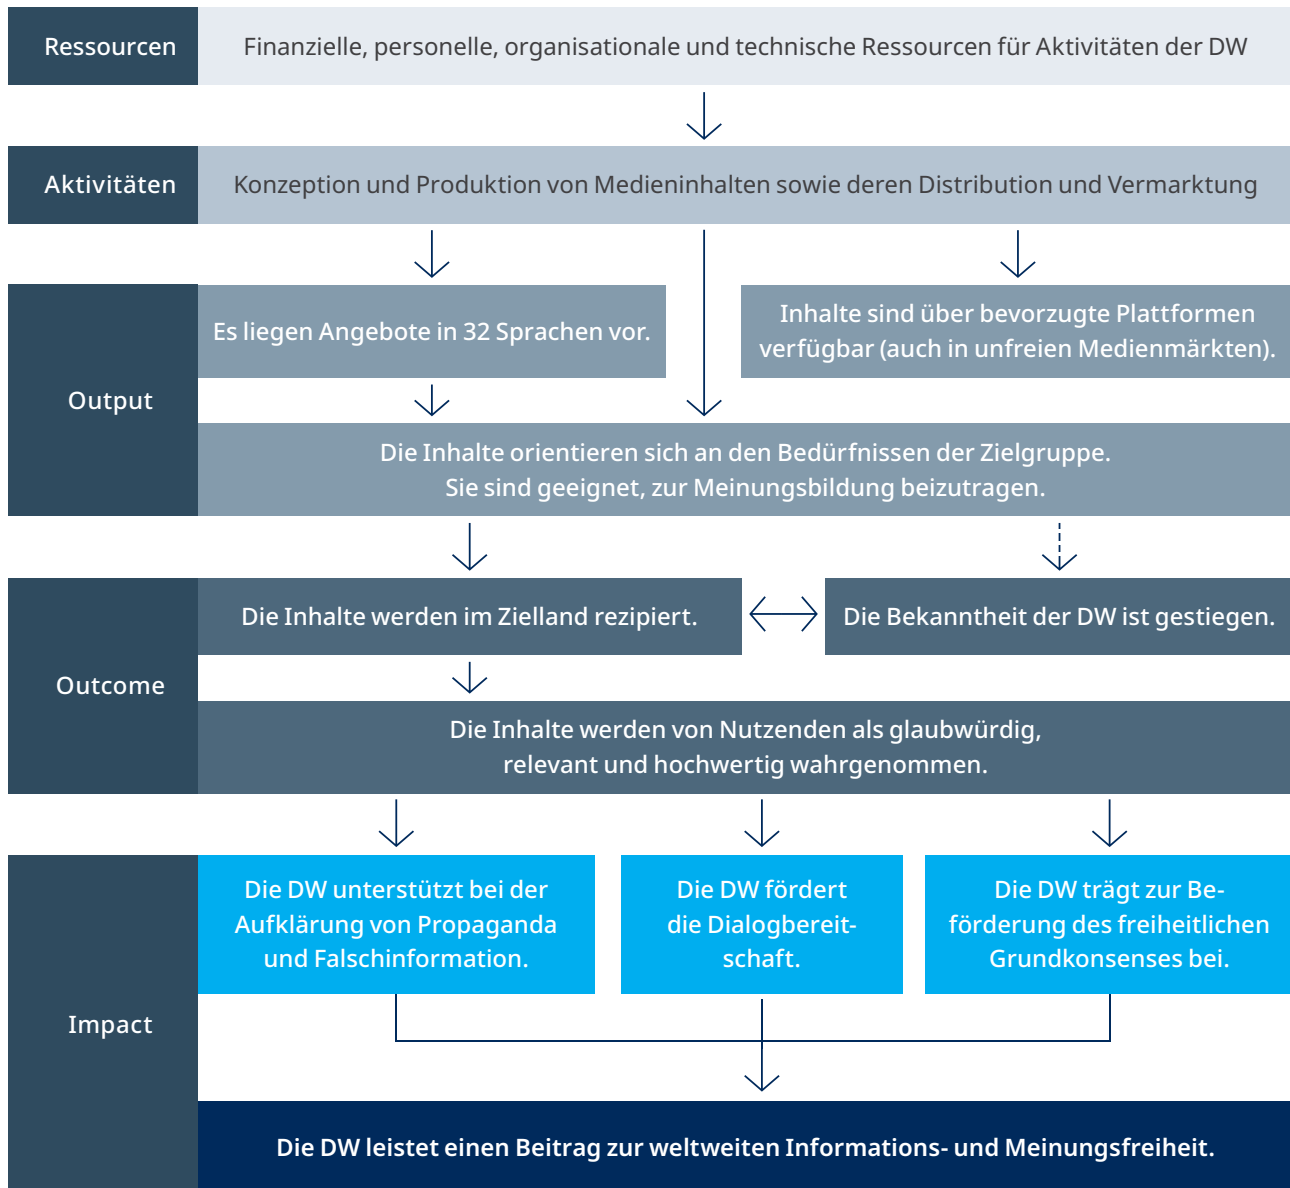 Ressourcen
Finanzielle, personelle, organisationale und technische Ressourcen für Aktivitäten der DW
Aktivitäten
Konzeption und Produktion von Medieninhalten sowie deren Distribution und Vermarktung
Output
Es liegen Angebote in 32 Sprachen vor.
Inhalte sind über bevorzugte Plattformen
verfügbar (auch in unfreien Medienmärkten).
Die Inhalte orientieren sich an den Bedürfnissen der Zielgruppe.
Sie sind geeignet, zur Meinungsbildung beizutragen.
Outcome
Die Inhalte werden im Zielland rezipiert.
Die Bekanntheit der DW ist gestiegen.
Die Inhalte werden von Nutzenden als glaubwürdig,
relevant und hochwertig wahrgenommen.
Impact
Die DW unterstützt bei der
Aufklärung von Propaganda
und Falschinformation.
Die DW fördert
die Dialogbereit-
schaft.
Die DW trägt zur Be-
förderung des freiheitlichen
Grundkonsenses bei.
Die DW leistet einen Beitrag zur weltweiten Informations- und Meinungsfreiheit.